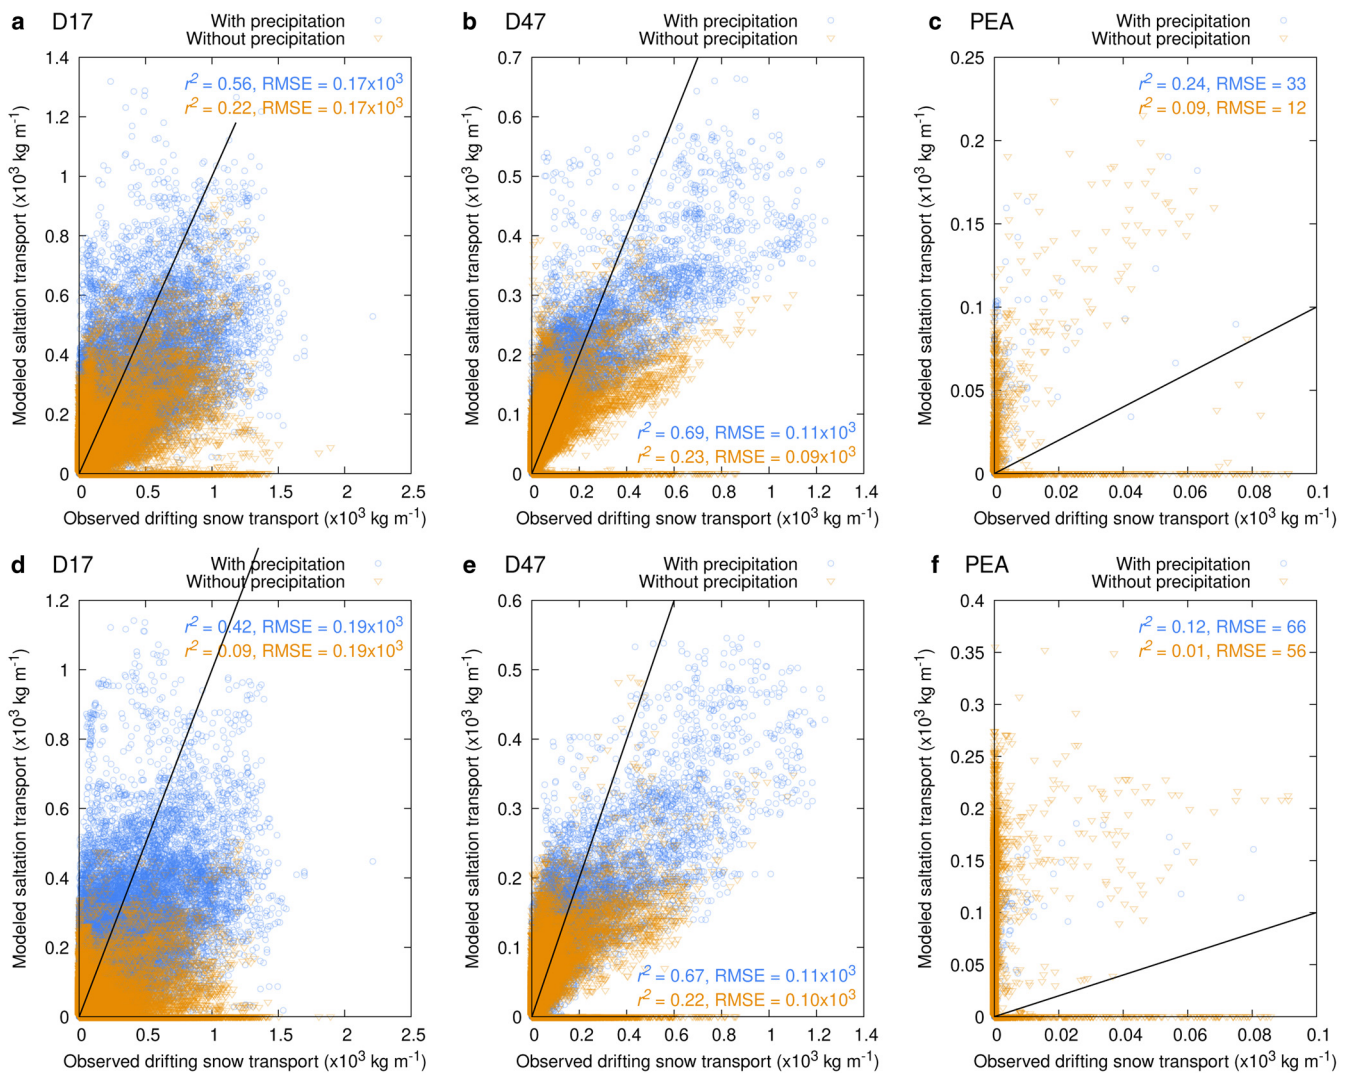 a D17
With precipitation
Without precipitation
r² = 0.56, RMSE = 0.17x10³
r² = 0.22, RMSE = 0.17x10³
Modeled saltation transport (x10³ kg m⁻¹)
1.4
1.2
1
0.8
0.6
0.4
0.2
0
0 0.5 1 1.5 2 2.5
Observed drifting snow transport (x10³ kg m⁻¹)
b D47
With precipitation
Without precipitation
Modeled saltation transport (x10³ kg m⁻¹)
0.7
0.6
0.5
0.4
0.3
0.2
0.1
0
r² = 0.69, RMSE = 0.11x10³
r² = 0.23, RMSE = 0.09x10³
0 0.2 0.4 0.6 0.8 1 1.2 1.4
Observed drifting snow transport (x10³ kg m⁻¹)
c PEA
With precipitation
Without precipitation
r² = 0.24, RMSE = 33
r² = 0.09, RMSE = 12
Modeled saltation transport (x10³ kg m⁻¹)
0.25
0.2
0.15
0.1
0.05
0
0 0.02 0.04 0.06 0.08 0.1
Observed drifting snow transport (x10³ kg m⁻¹)
d D17
With precipitation
Without precipitation
r² = 0.42, RMSE = 0.19x10³
r² = 0.09, RMSE = 0.19x10³
Modeled saltation transport (x10³ kg m⁻¹)
1.2
1
0.8
0.6
0.4
0.2
0
0 0.5 1 1.5 2 2.5
Observed drifting snow transport (x10³ kg m⁻¹)
e D47
With precipitation
Without precipitation
Modeled saltation transport (x10³ kg m⁻¹)
0.6
0.5
0.4
0.3
0.2
0.1
0
r² = 0.67, RMSE = 0.11x10³
r² = 0.22, RMSE = 0.10x10³
0 0.2 0.4 0.6 0.8 1 1.2 1.4
Observed drifting snow transport (x10³ kg m⁻¹)
f PEA
With precipitation
Without precipitation
r² = 0.12, RMSE = 66
r² = 0.01, RMSE = 56
Modeled saltation transport (x10³ kg m⁻¹)
0.4
0.35
0.3
0.25
0.2
0.15
0.1
0.05
0
0 0.02 0.04 0.06 0.08 0.1
Observed drifting snow transport (x10³ kg m⁻¹)